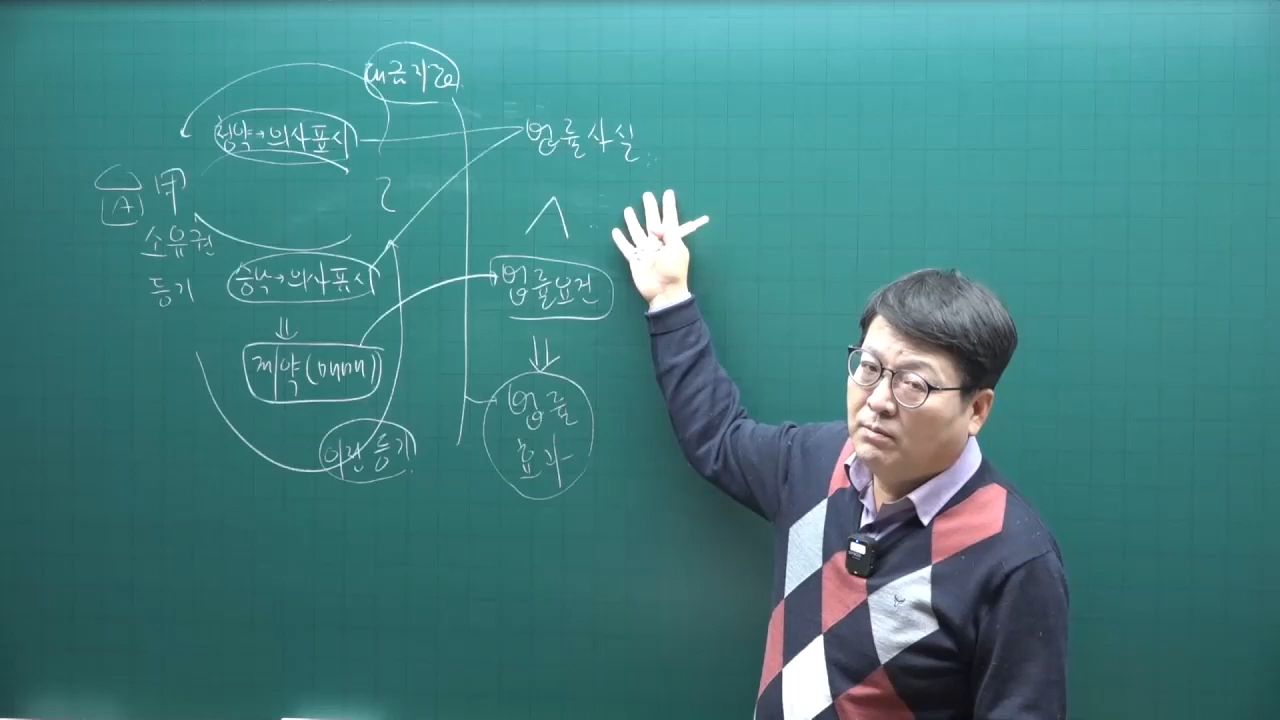 대금지급
청약→의사표시
법률사실
甲
A
乙
소유권
승낙→의사표시
법률요건
등기
⇓
⇓
계약(매매)
법률
효과
이전등기